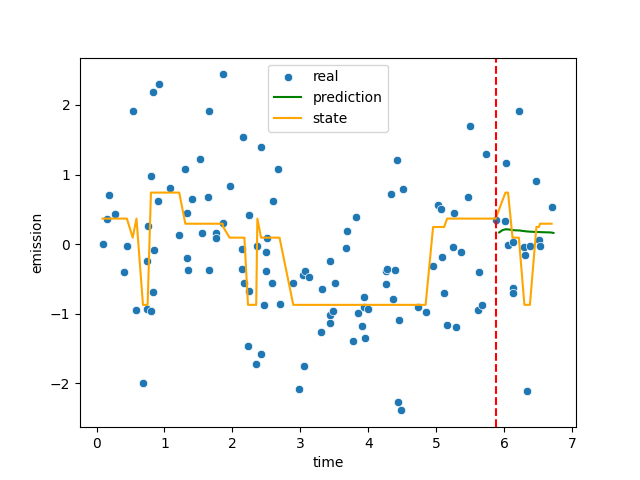 real
prediction
state
emission
2
1
0
−1
−2
0 1 2 3 4 5 6 7
time